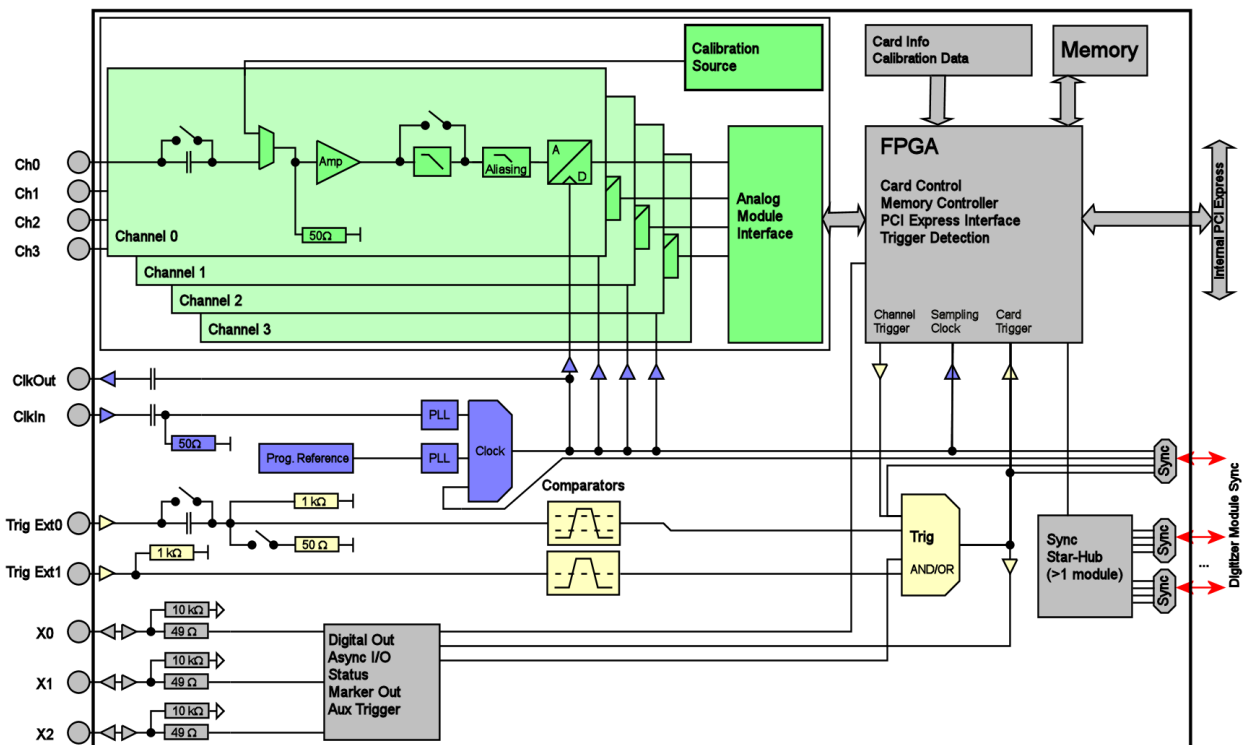 Calibration
Source
Card Info
Calibration Data
Memory
FPGA
Card Control
Memory Controller
PCI Express Interface
Trigger Detection
Channel
Trigger
Sampling
Clock
Card
Trigger
Internal PCI Express
Analog
Module
Interface
Ch0
Ch1
Ch2
Ch3
Amp
Aliasing
A
D
50Ω
Channel 0
Channel 1
Channel 2
Channel 3
ClkOut
ClkIn
50Ω
PLL
Prog. Reference
PLL
Clock
Sync
Digitizer Module Sync
Comparators
Trig Ext0
1 kΩ
50 Ω
Trig Ext1
1 kΩ
Trig
AND/OR
Sync
Star-Hub
(>1 module)
Sync
...
Sync
X0
10 kΩ
49 Ω
X1
10 kΩ
49 Ω
X2
10 kΩ
49 Ω
Digital Out
Async I/O
Status
Marker Out
Aux Trigger